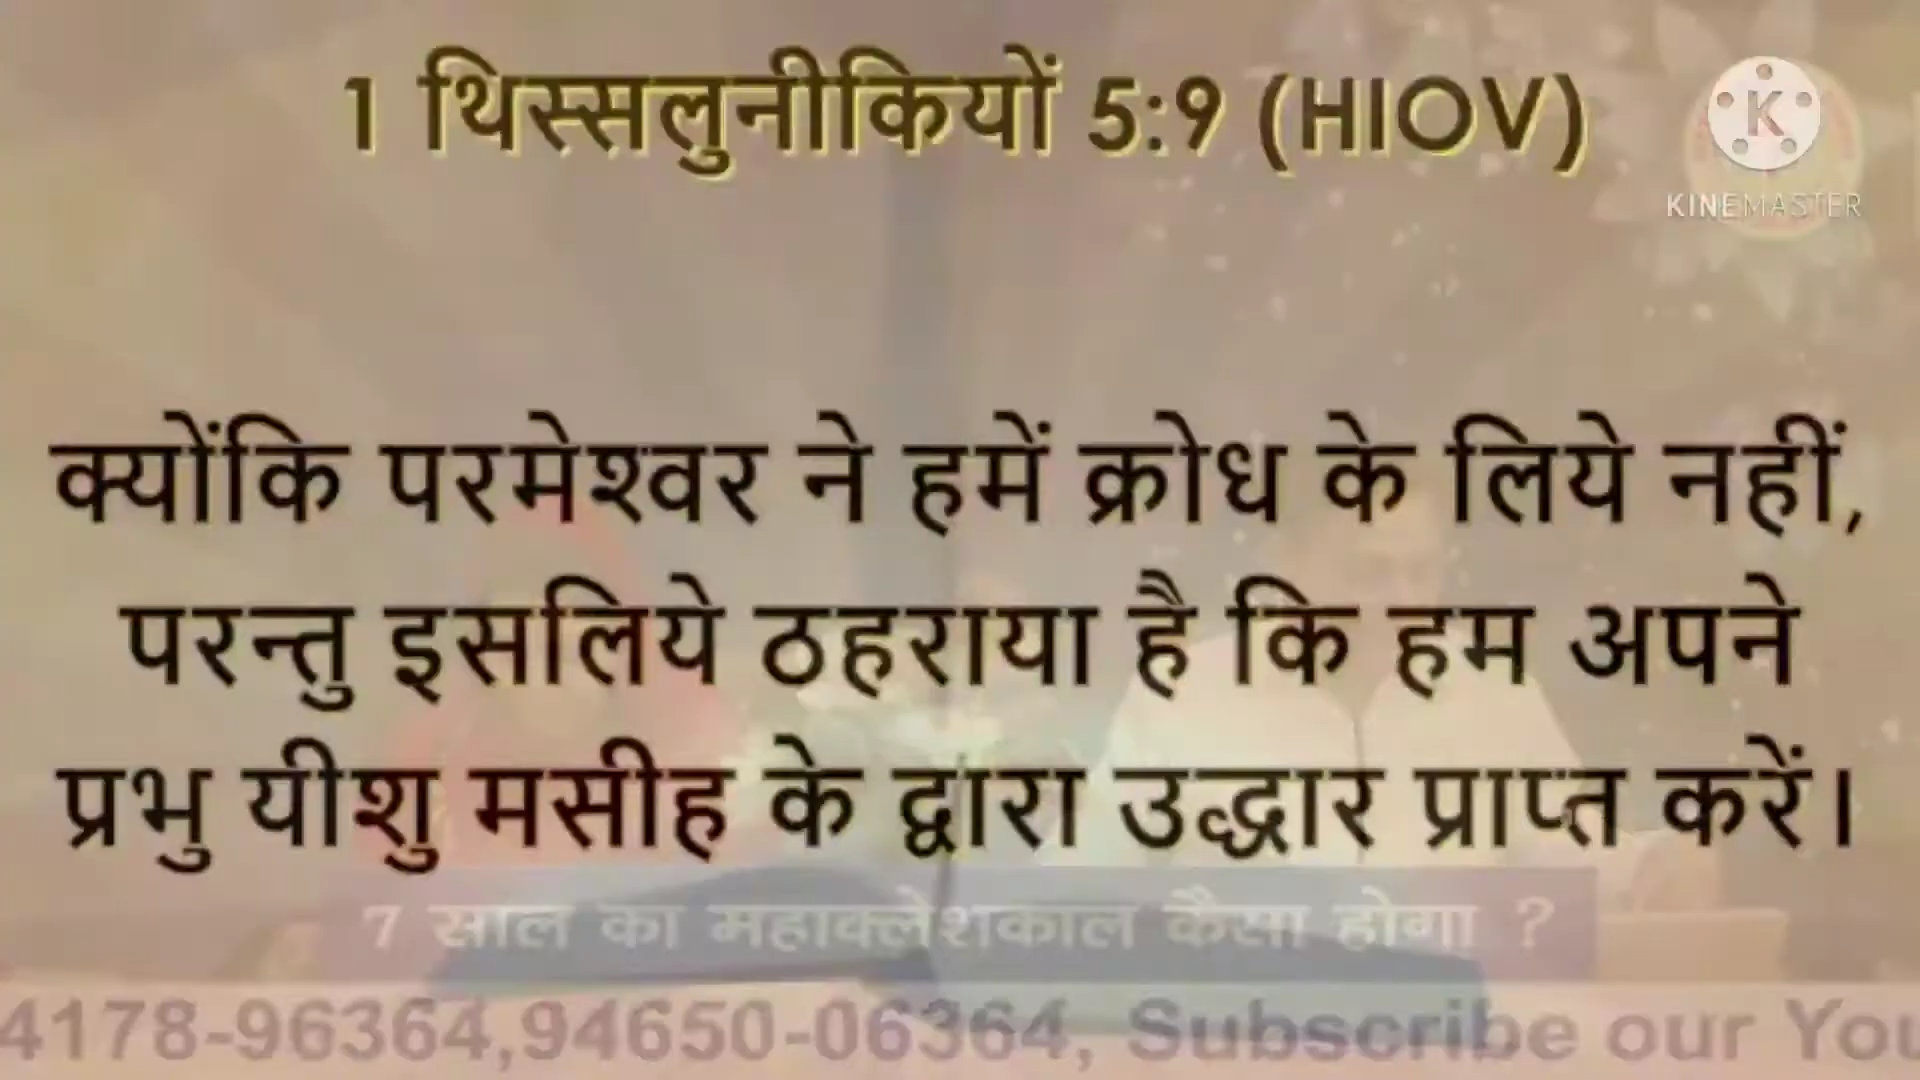 1 थिस्सलुनीकियों 5:9 (HIOV)
KINEMASTER
क्योंकि परमेश्वर ने हमें क्रोध के लिये नहीं,
परन्तु इसलिये ठहराया है कि हम अपने
प्रभु यीशु मसीह के द्वारा उद्धार प्राप्त करें।
7 साल का महाक्लेशकाल कैसा होगा ?
4178-96364,94650-06364, Subscribe our You